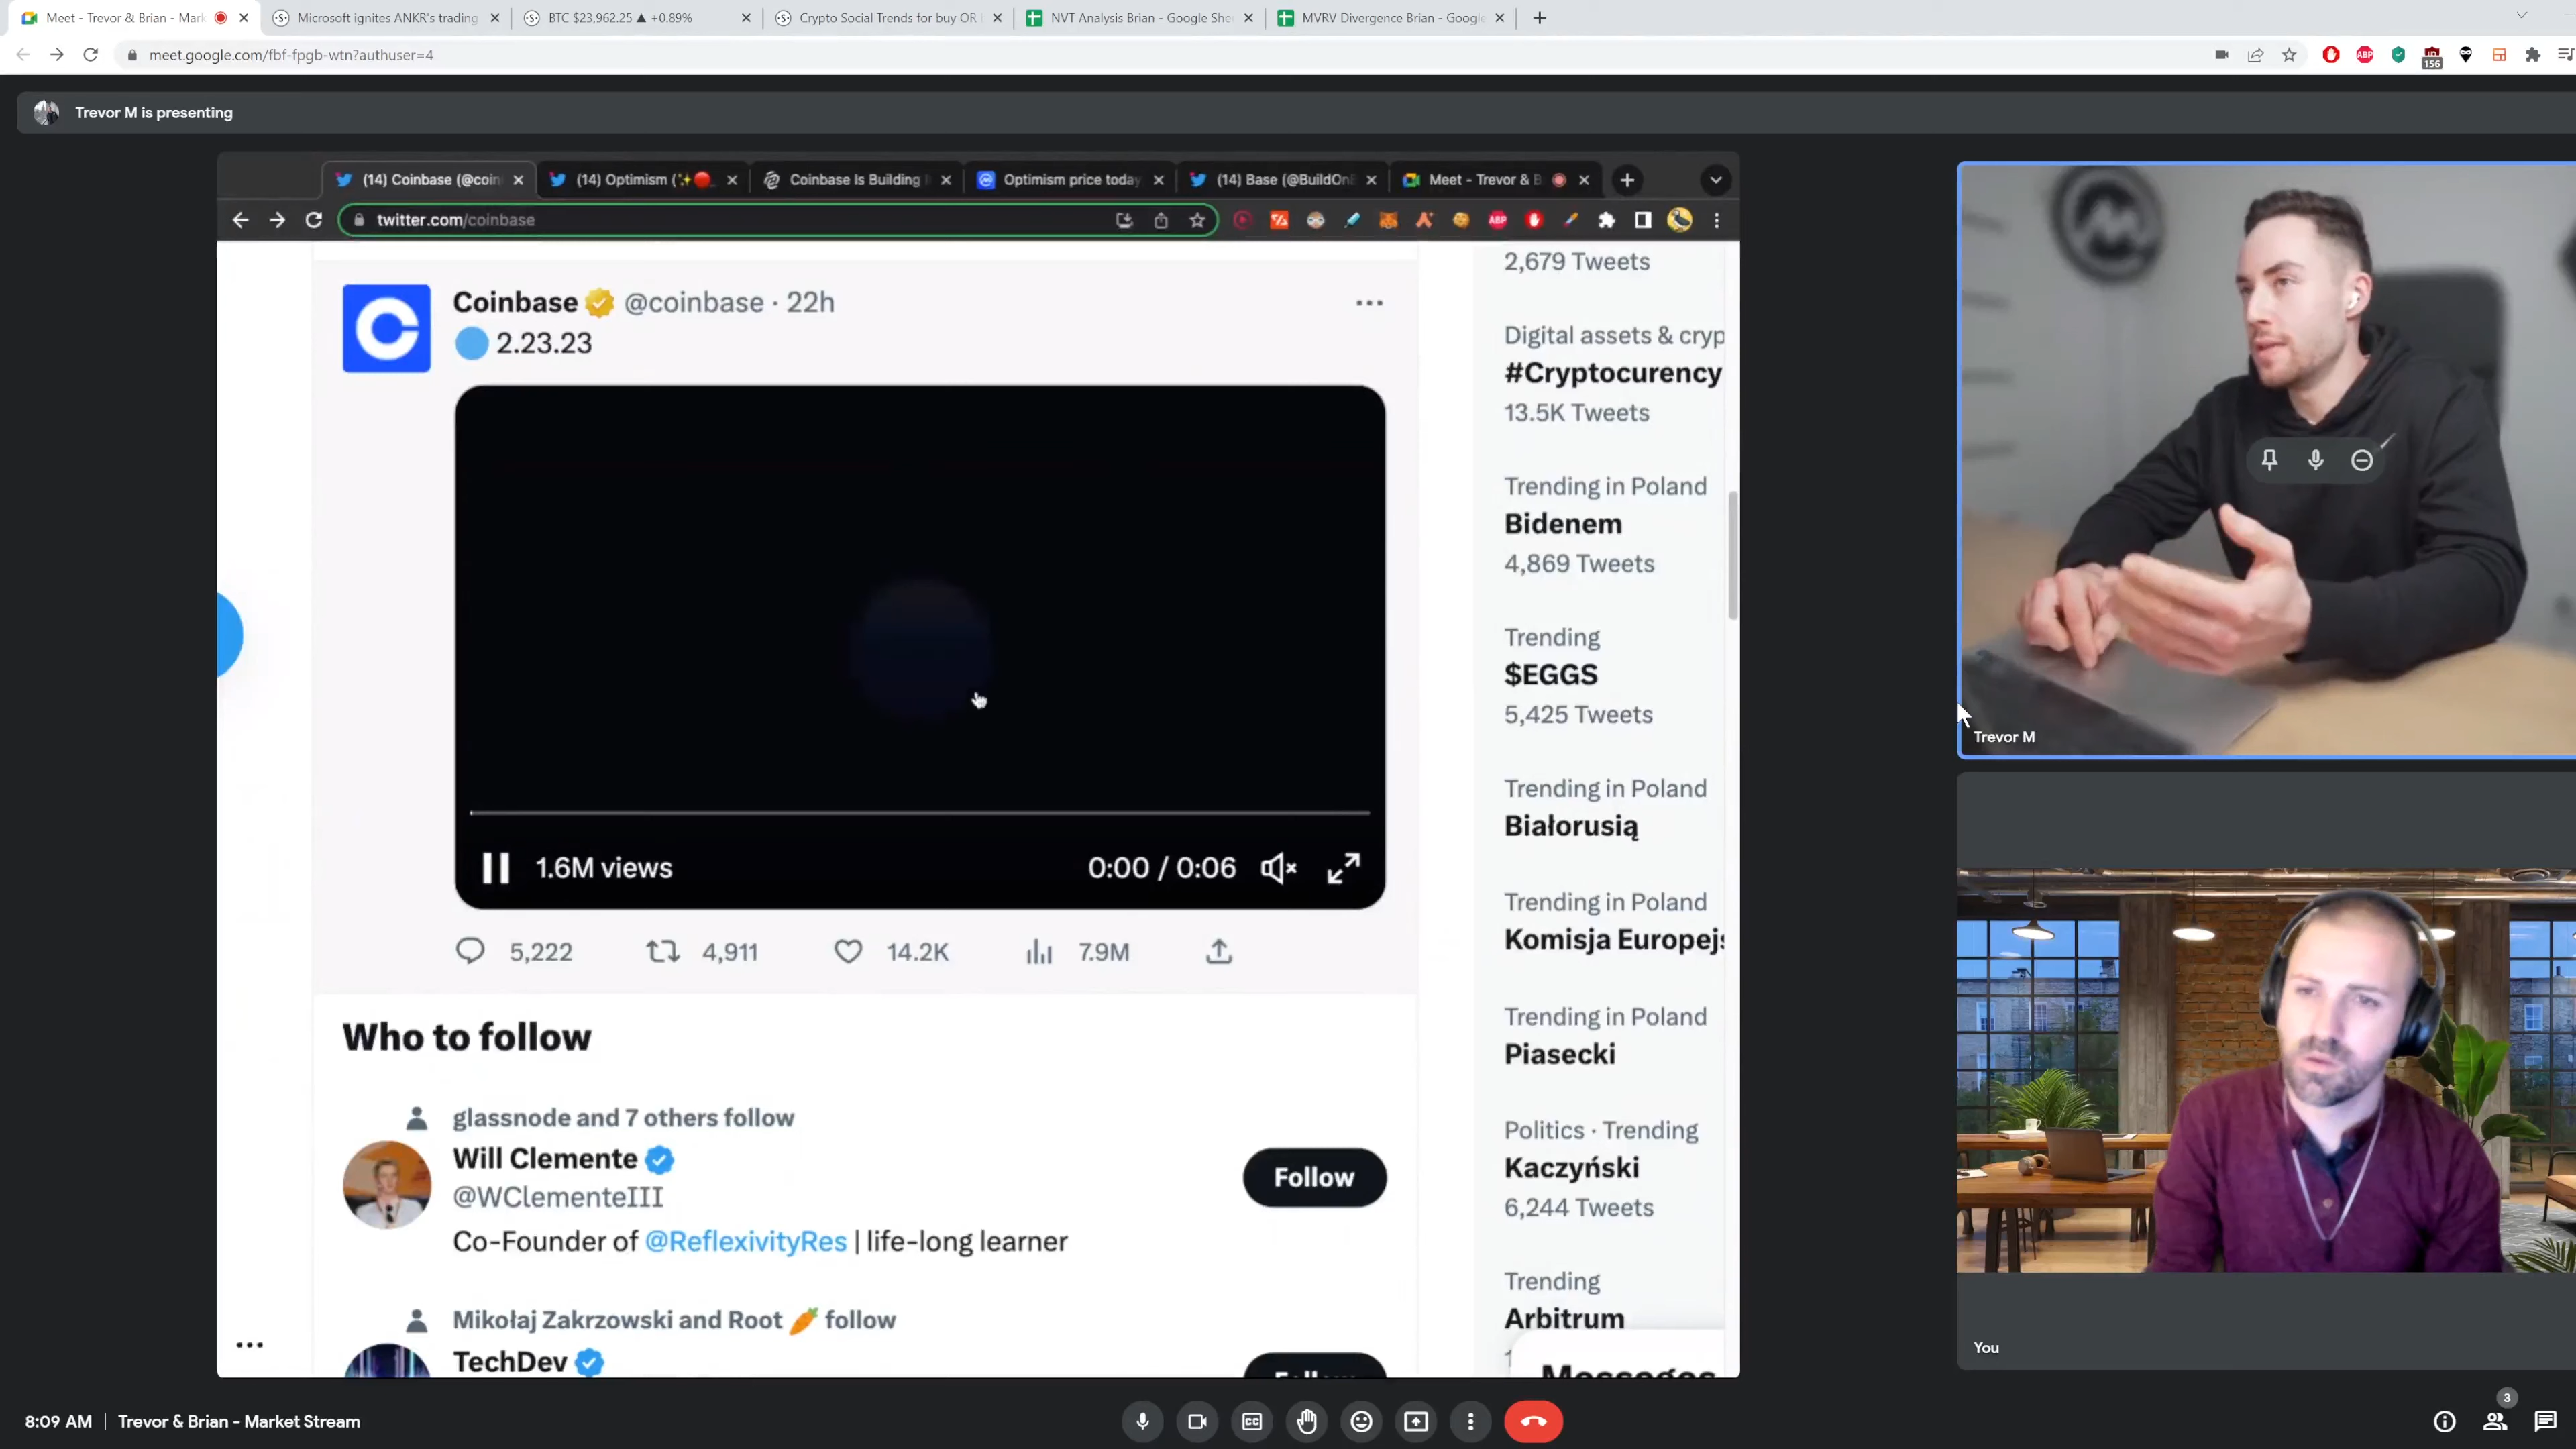 Meet - Trevor & Brian - Mark
Microsoft ignites ANKR's trading
BTC $23,962.25 ▲ +0.89%
Crypto Social Trends for buy OR
NVT Analysis Brian - Google She
MVRV Divergence Brian - Google
meet.google.com/fbf-fpgb-wtn?authuser=4
ABP
156
Trevor M is presenting
(14) Coinbase (@coin
(14) Optimism (✨🔴
Coinbase Is Building
Optimism price today
(14) Base (@BuildOn
Meet - Trevor & B
twitter.com/coinbase
ABP
Coinbase @coinbase · 22h
🔵 2.23.23
1.6M views
0:00 / 0:06
5,222
4,911
14.2K
7.9M
Who to follow
glassnode and 7 others follow
Will Clemente
@WClementeIII
Follow
Co-Founder of @ReflexivityRes | life-long learner
Mikołaj Zakrzowski and Root 🥕 follow
TechDev
2,679 Tweets
Digital assets & cryp
#Cryptocurency
13.5K Tweets
Trending in Poland
Bidenem
4,869 Tweets
Trending
$EGGS
5,425 Tweets
Trending in Poland
Białorusią
Trending in Poland
Komisja Europejs
Trending in Poland
Piasecki
Politics · Trending
Kaczyński
6,244 Tweets
Trending
Arbitrum
Messages
Trevor M
You
8:09 AM | Trevor & Brian - Market Stream
CC
3